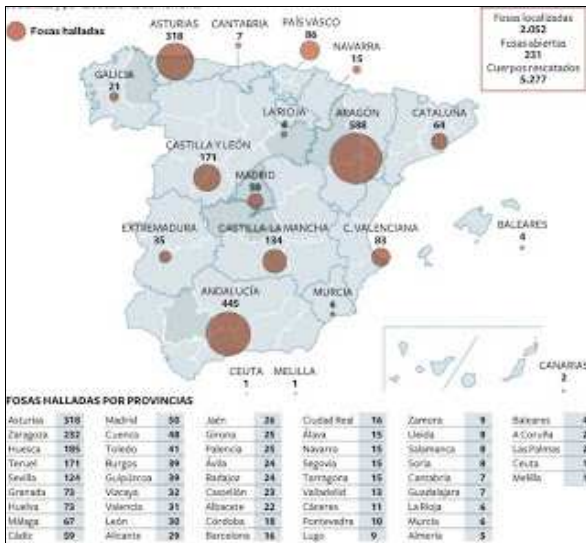 Fosas halladas
Fosas localizadas
2.052
Fosas abiertas
231
Cuerpos rescatados
5.277
ASTURIAS
318
CANTABRIA
7
PAÍS VASCO
86
NAVARRA
15
GALICIA
21
LA RIOJA
6
ARAGÓN
588
CATALUÑA
64
CASTILLA Y LEÓN
171
MADRID
50
EXTREMADURA
35
CASTILLA-LA MANCHA
134
C. VALENCIANA
83
BALEARES
4
ANDALUCÍA
445
MURCIA
6
CEUTA
1
MELILLA
1
CANARIAS
2
FOSAS HALLADAS POR PROVINCIAS
Asturias 318 Madrid 50 Jaén 26 Ciudad Real 16 Zamora 9 Baleares 4
Zaragoza 232 Cuenca 48 Girona 25 Álava 15 Lleida 8 A Coruña
Huesca 185 Toledo 41 Palencia 25 Navarra 15 Salamanca 8 Las Palmas 2
Teruel 171 Burgos 39 Ávila 24 Segovia 15 Soria 8 Ceuta
Sevilla 124 Guipúzcoa 39 Badajoz 24 Tarragona 15 Cantabria 7 Melilla 1
Granada 73 Vizcaya 32 Castellón 23 Valladolid 13 Guadalajara 7
Huelva 73 Valencia 31 Albacete 22 Cáceres 11 La Rioja 6
Málaga 67 León 30 Córdoba 18 Pontevedra 10 Murcia 6
Cádiz 59 Alicante 29 Barcelona 16 Lugo 9 Almería 5